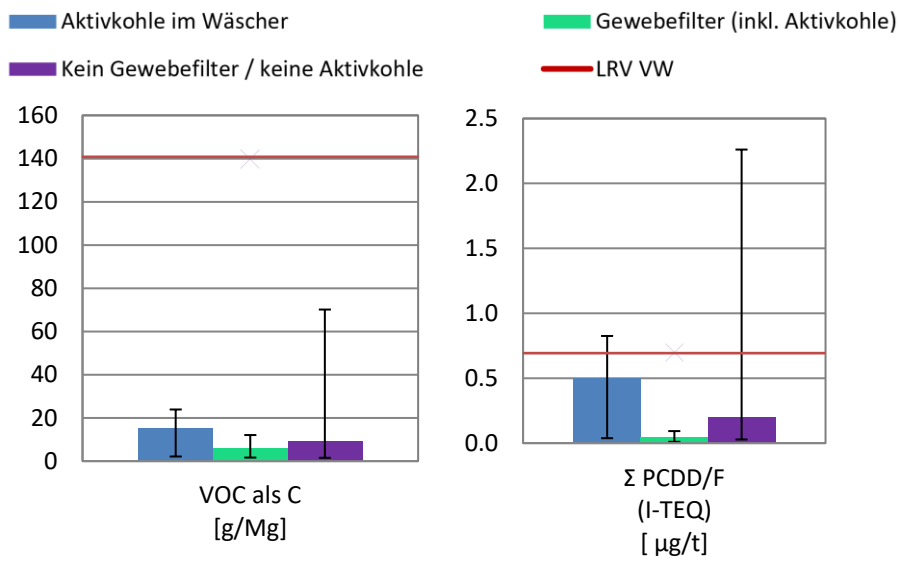 Aktivkohle im Wäscher
Gewebefilter (inkl. Aktivkohle)
Kein Gewebefilter / keine Aktivkohle
LRV VW
160
140
120
100
80
60
40
20
0
VOC als C
[g/Mg]
2.5
2.0
1.5
1.0
0.5
0.0
Σ PCDD/F
(I-TEQ)
[ µg/t]